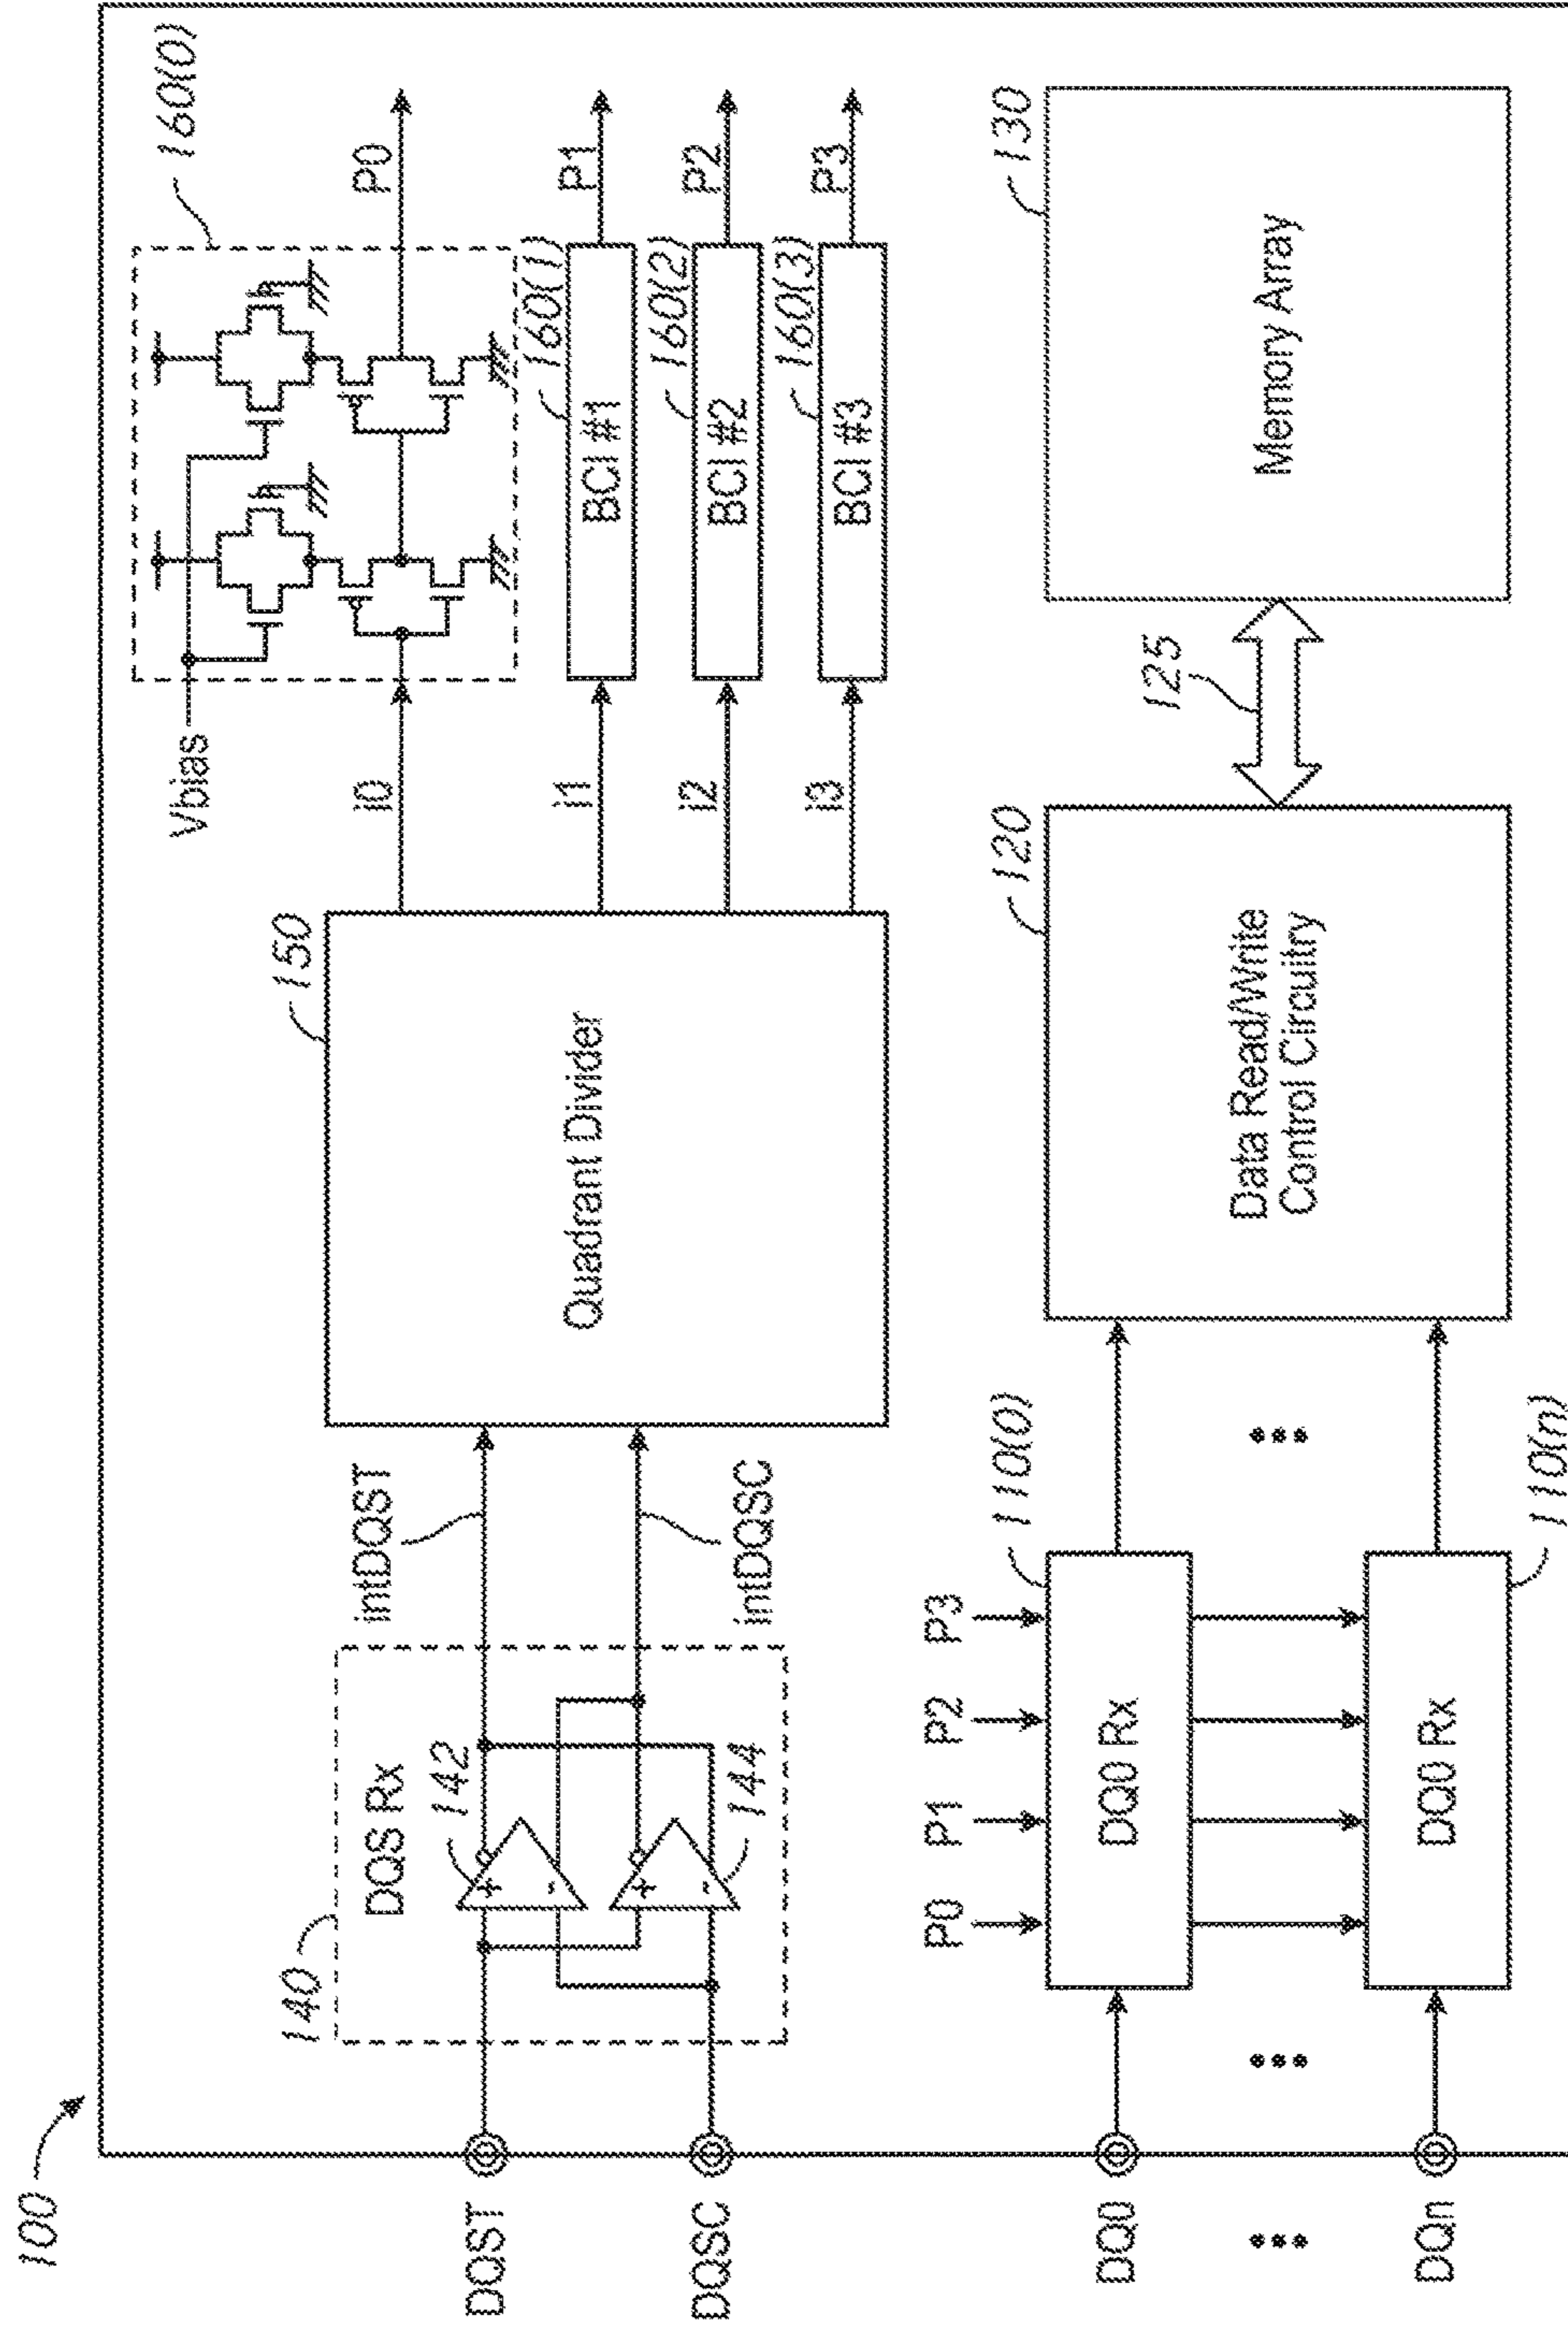 100
DQST
DQSC
DQ0
DQn
140
DQS Rx
142
144
intDQST
intDQSC
150
Quadrant Divider
Vbias
i0
i1
i2
i3
160(0)
P0
160(1)
BCI #1
P1
160(2)
BCI #2
P2
160(3)
BCI #3
P3
P0
P1
P2
P3
110(0)
DQ0 Rx
DQ0 Rx
110(n)
120
Data Read/Write
Control Circuitry
125
130
Memory Array
+
-
+
-